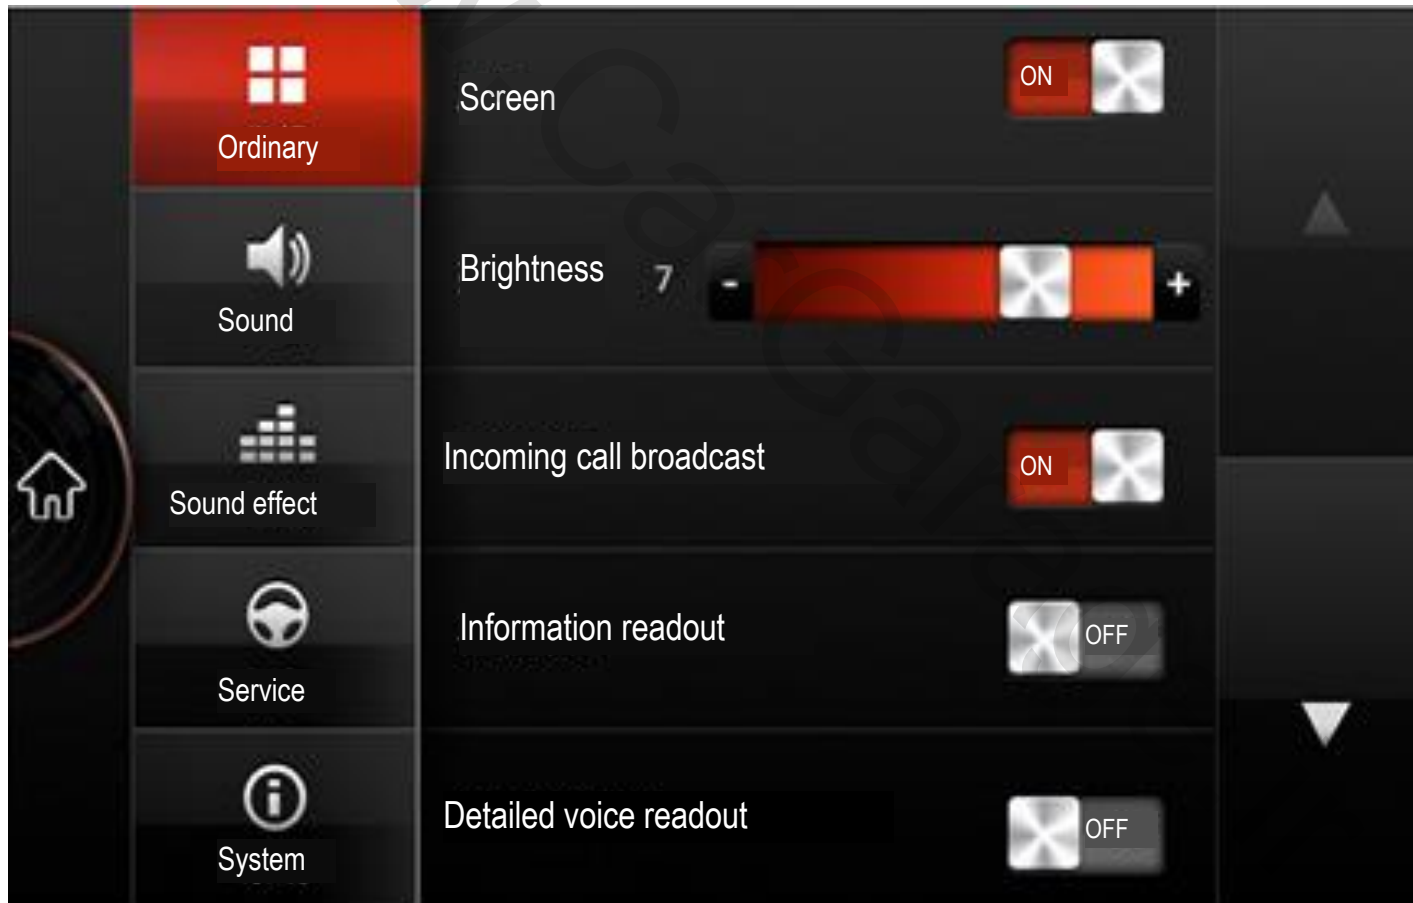 Ordinary
Screen
ON
Sound
Brightness 7 - +
Sound effect
Incoming call broadcast
ON
Service
Information readout
OFF
System
Detailed voice readout
OFF